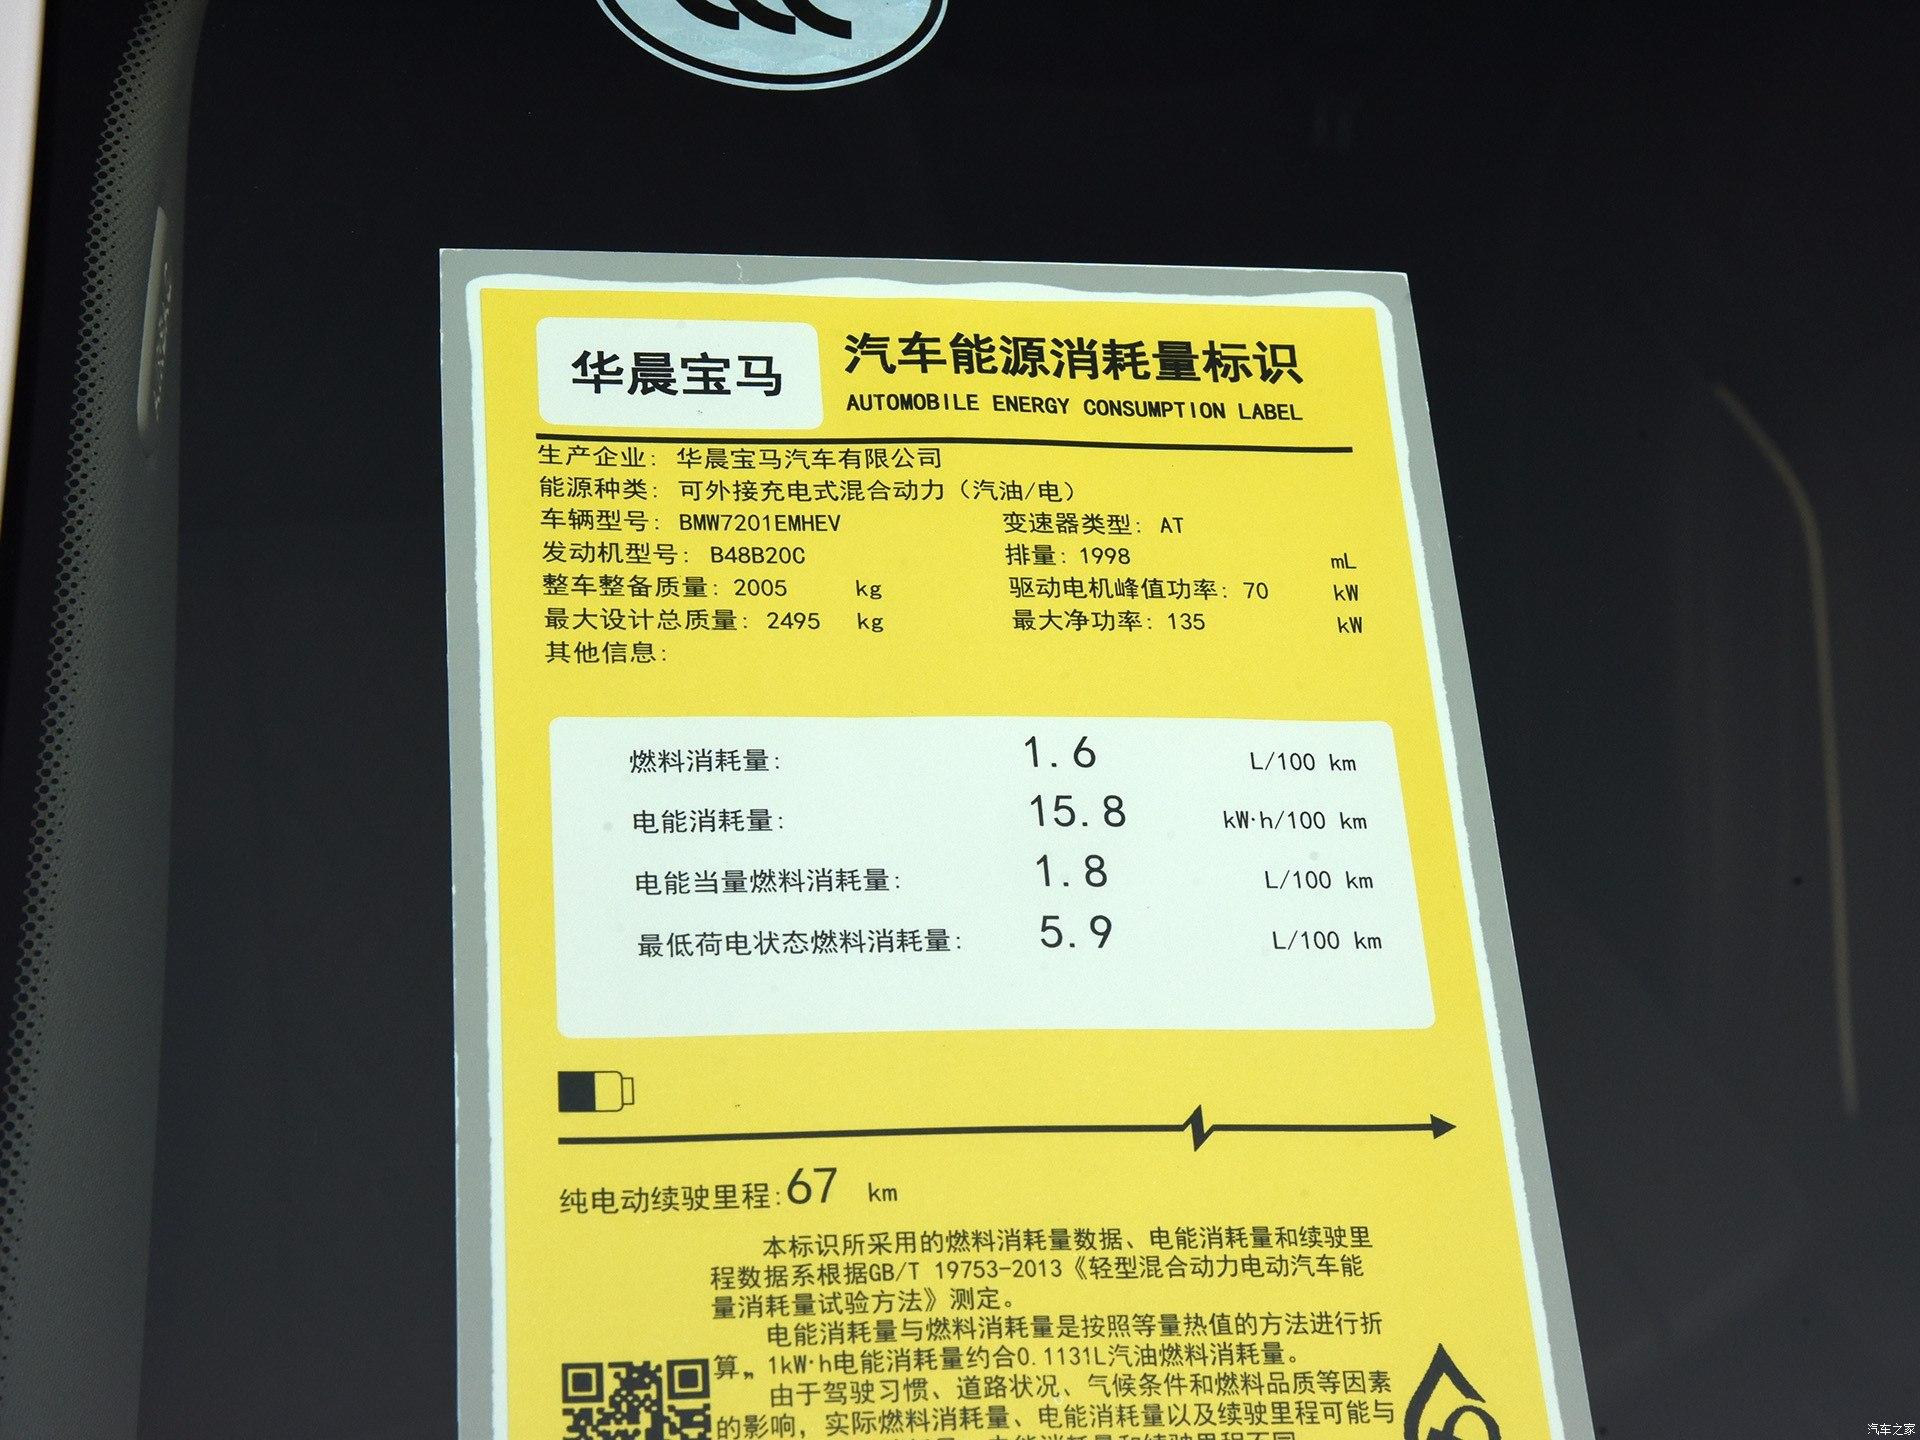 华晨宝马
汽车能源消耗量标识
AUTOMOBILE ENERGY CONSUMPTION LABEL
生产企业: 华晨宝马汽车有限公司
能源种类: 可外接充电式混合动力（汽油/电）
车辆型号: BMW7201EMHEV 变速器类型: AT
发动机型号: B48B20C 排量: 1998 mL
整车整备质量: 2005 kg 驱动电机峰值功率: 70 kW
最大设计总质量: 2495 kg 最大净功率: 135 kW
其他信息:
燃料消耗量: 1.6 L/100 km
电能消耗量: 15.8 kW·h/100 km
电能当量燃料消耗量: 1.8 L/100 km
最低荷电状态燃料消耗量: 5.9 L/100 km
纯电动续驶里程: 67 km
本标识所采用的燃料消耗量数据、电能消耗量和续驶里
程数据系根据GB/T 19753-2013《轻型混合动力电动汽车能
量消耗量试验方法》测定。
电能消耗量与燃料消耗量是按照等量热值的方法进行折
算，1kW·h电能消耗量约合0.1131L汽油燃料消耗量。
由于驾驶习惯、道路状况、气候条件和燃料品质等因素
的影响，实际燃料消耗量、电能消耗量以及续驶里程可能与
汽车之家